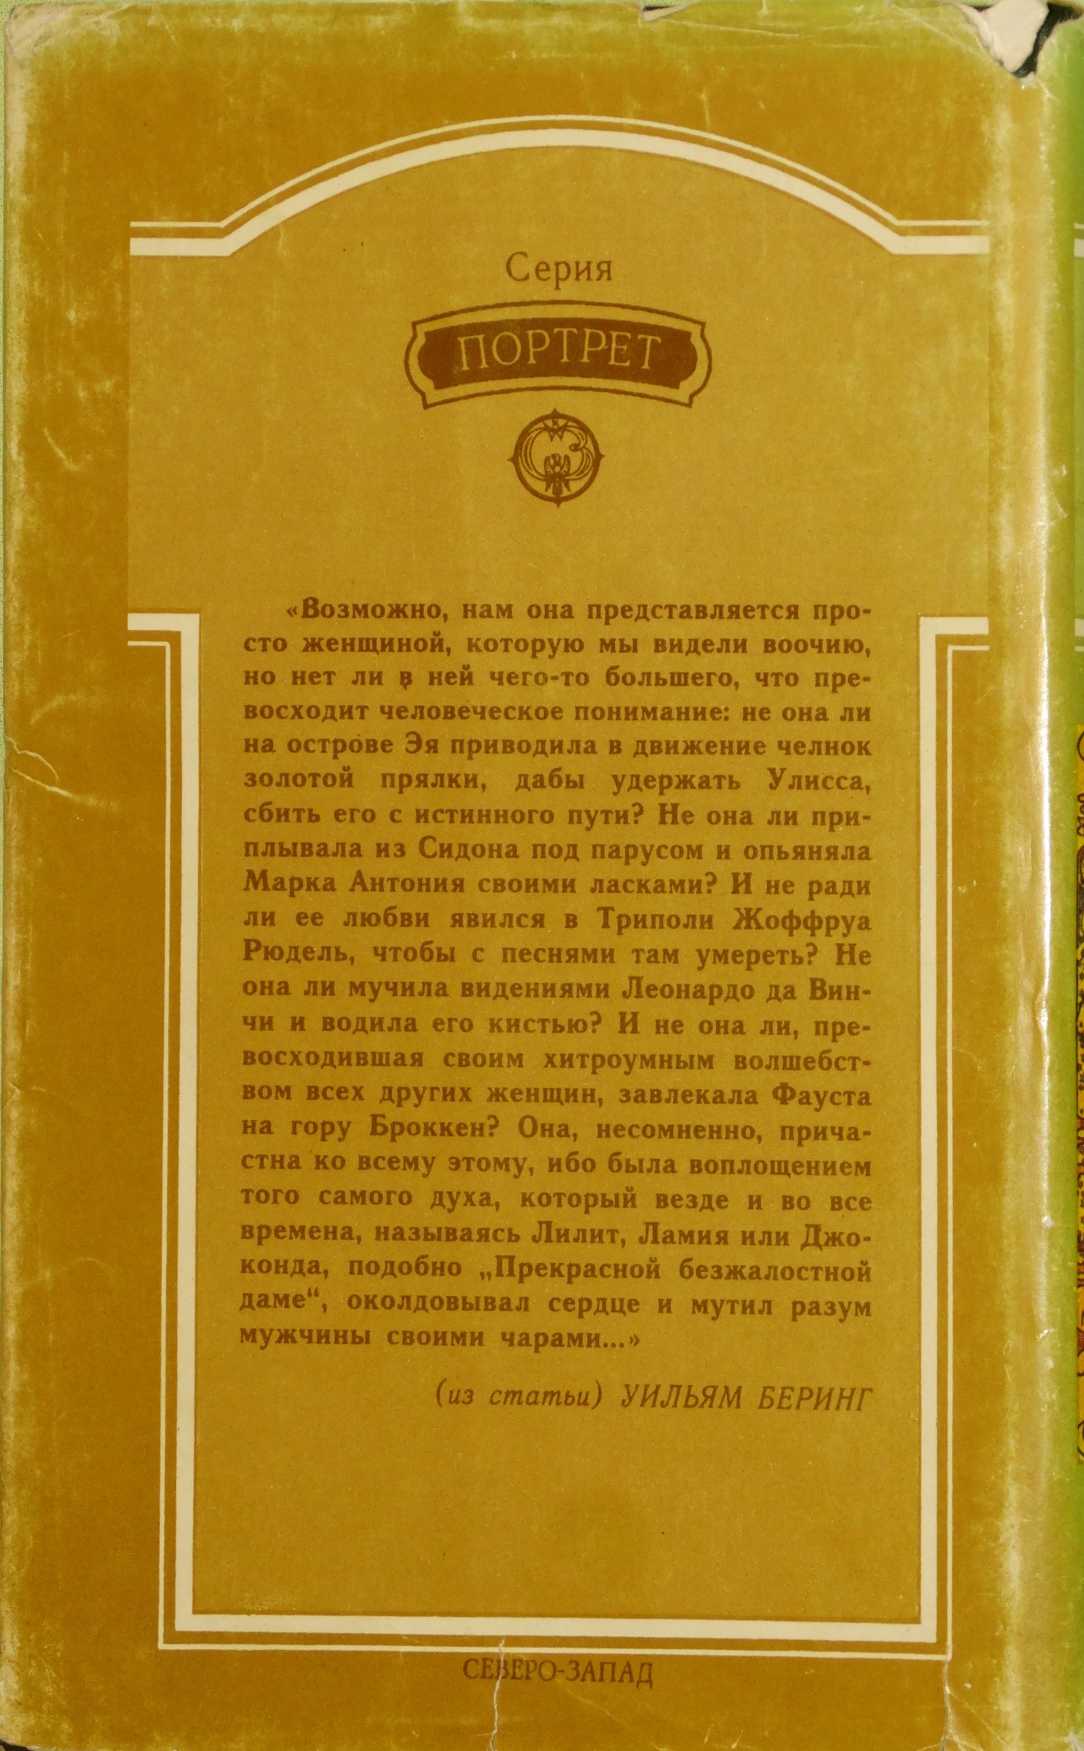 Серия
ПОРТРЕТ
СЗ
«Возможно, нам она представляется про-
сто женщиной, которую мы видели воочию,
но нет ли в ней чего-то большего, что пре-
восходит человеческое понимание: не она ли
на острове Эя приводила в движение челнок
золотой прялки, дабы удержать Улисса,
сбить его с истинного пути? Не она ли при-
плывала из Сидона под парусом и опьяняла
Марка Антония своими ласками? И не ради
ли ее любви явился в Триполи Жоффруа
Рюдель, чтобы с песнями там умереть? Не
она ли мучила видениями Леонардо да Вин-
чи и водила его кистью? И не она ли, пре-
восходившая своим хитроумным волшебст-
вом всех других женщин, завлекала Фауста
на гору Броккен? Она, несомненно, прича-
стна ко всему этому, ибо была воплощением
того самого духа, который везде и во все
времена, называясь Лилит, Ламия или Джо-
конда, подобно „Прекрасной безжалостной
даме“, околдовывал сердце и мутил разум
мужчины своими чарами...»
(из статьи) УИЛЬЯМ БЕРИНГ
СЕВЕРО-ЗАПАД